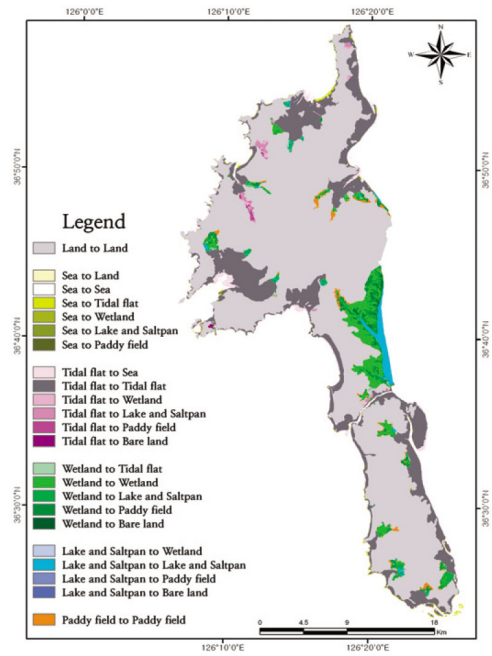 126°0'0"E 126°10'0"E 126°20'0"E
N
W E
S
36°50'0"N 36°50'0"N
Legend
Land to Land
Sea to Land
Sea to Sea
Sea to Tidal flat
Sea to Wetland
Sea to Lake and Saltpan
Sea to Paddy field
36°40'0"N 36°40'0"N
Tidal flat to Sea
Tidal flat to Tidal flat
Tidal flat to Wetland
Tidal flat to Lake and Saltpan
Tidal flat to Paddy field
Tidal flat to Bare land
Wetland to Tidal flat
Wetland to Wetland
Wetland to Lake and Saltpan
Wetland to Paddy field
Wetland to Bare land
36°30'0"N 36°30'0"N
Lake and Saltpan to Wetland
Lake and Saltpan to Lake and Saltpan
Lake and Saltpan to Paddy field
Lake and Saltpan to Bare land
Paddy field to Paddy field
0 4.5 9 18
Km
126°10'0"E 126°20'0"E